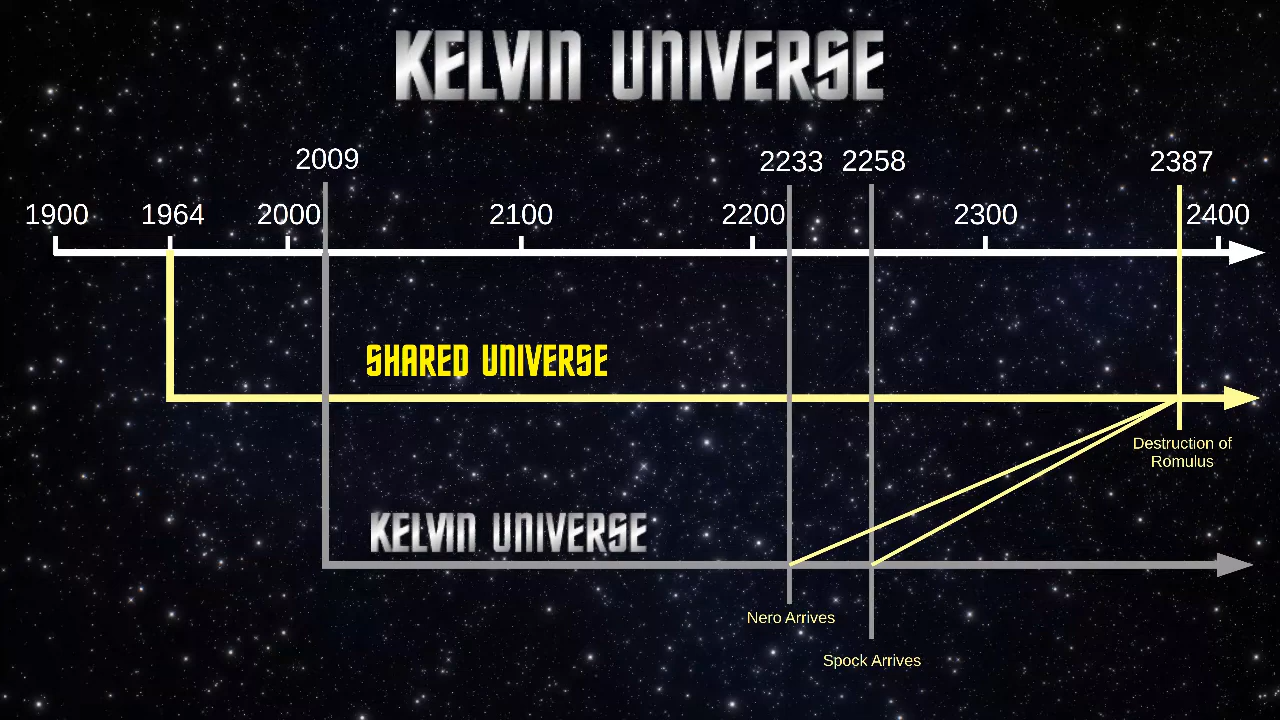 KELVIN UNIVERSE
2009 2233 2258 2387
1900 1964 2000 2100 2200 2300 2400
SHARED UNIVERSE
Destruction of
Romulus
KELVIN UNIVERSE
Nero Arrives
Spock Arrives